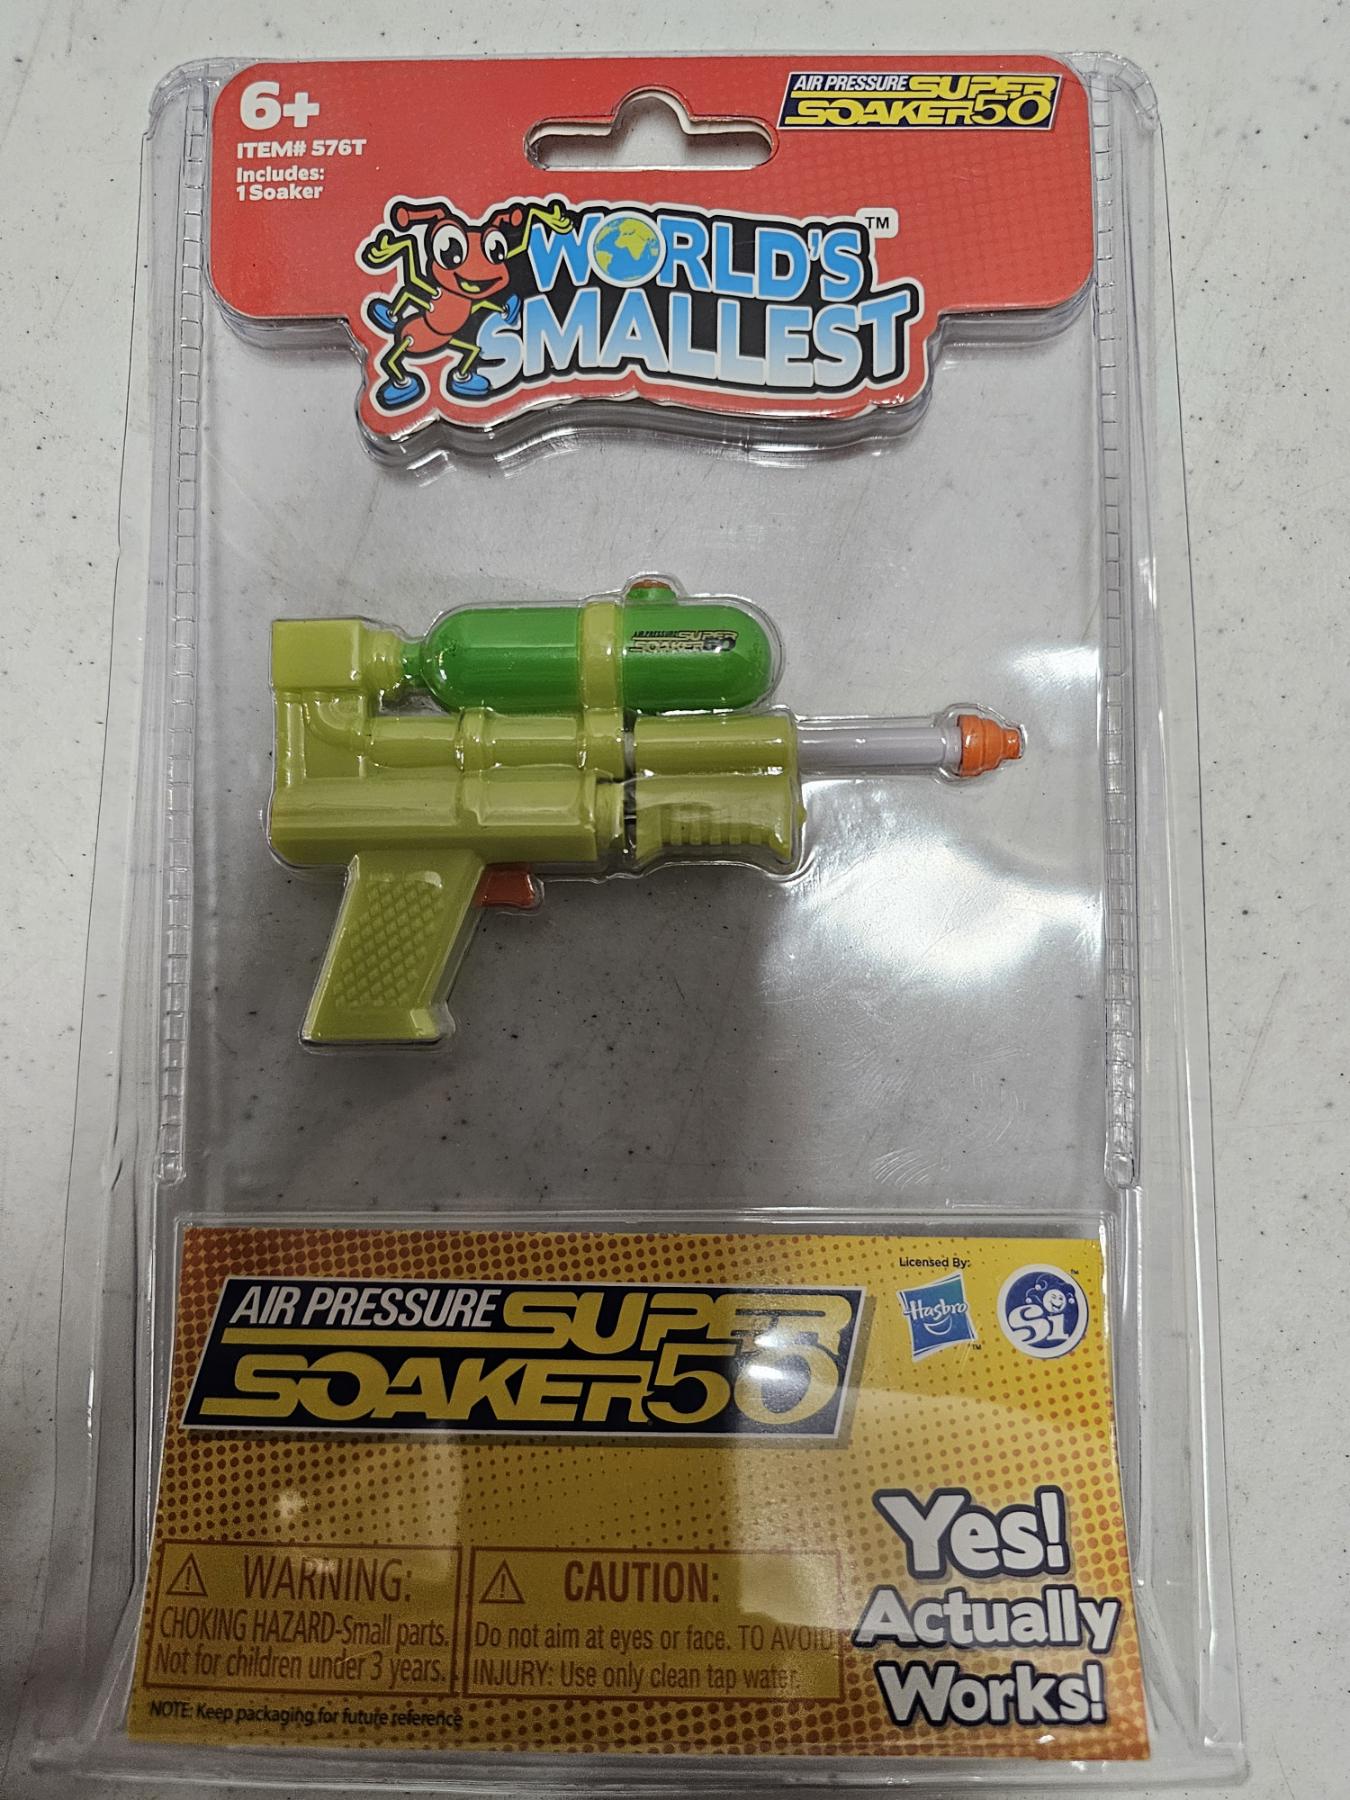 6+
ITEM# 576T
Includes:
1 Soaker
AIR PRESSURE SUPER
SOAKER 50
WORLD'S™
SMALLEST
AIR PRESSURE SUPER
SOAKER 50
Licensed By:
Hasbro™
Si™
AIR PRESSURE SUPER
SOAKER 50
Yes!
Actually
Works!
WARNING:
CHOKING HAZARD-Small parts.
Not for children under 3 years.
CAUTION:
Do not aim at eyes or face. TO AVOID
INJURY: Use only clean tap water.
NOTE: Keep packaging for future reference